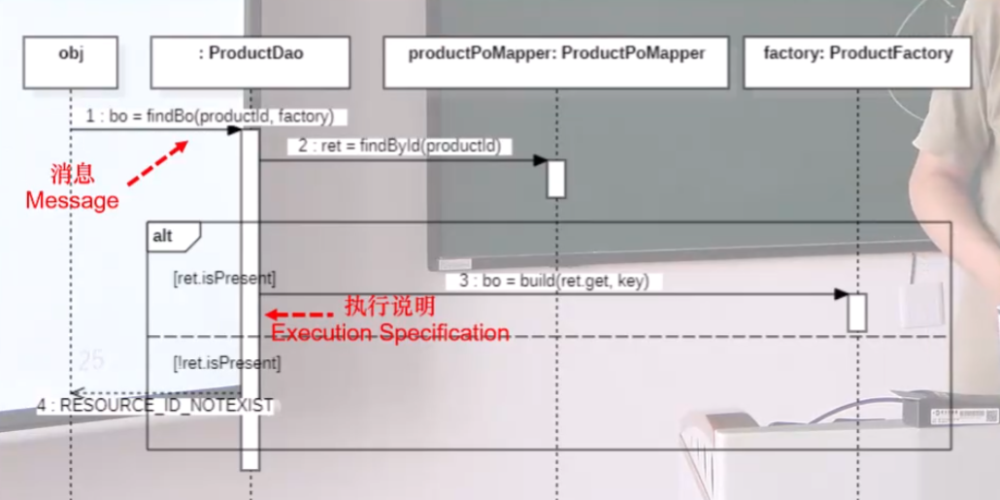 obj
: ProductDao
productPoMapper: ProductPoMapper
factory: ProductFactory
1 : bo = findBo(productId, factory)
2 : ret = findById(productId)
消息
Message
alt
[ret.isPresent]
3 : bo = build(ret.get, key)
执行说明
Execution Specification
25
[!ret.isPresent]
4 : RESOURCE_ID_NOTEXIST